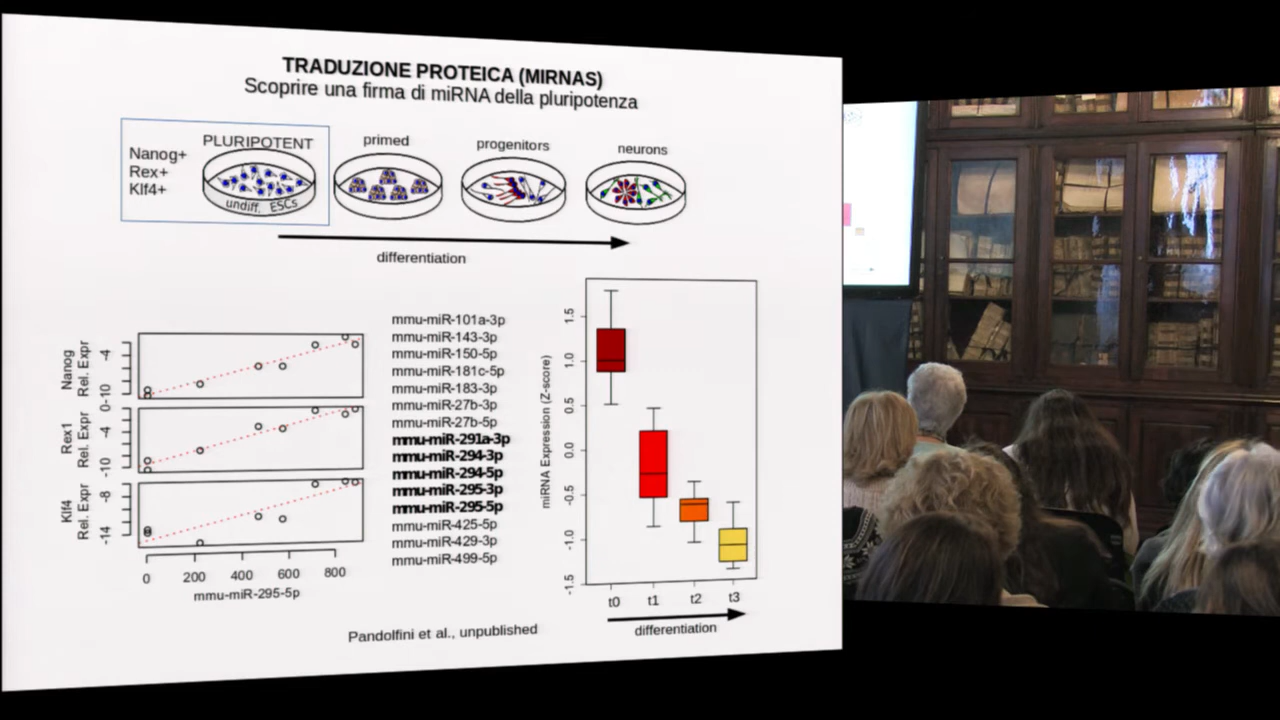 TRADUZIONE PROTEICA (MIRNAS)
Scoprire una firma di miRNA della pluripotenza
Nanog+
Rex+
Klf4+
PLURIPOTENT
undiff. ESCs
primed
progenitors
neurons
differentiation
Nanog
Rel. Expr
-4
-10
Rex1
Rel. Expr
0
-4
-10
Klf4
Rel. Expr
-8
-14
0 200 400 600 800
mmu-miR-295-5p
mmu-miR-101a-3p
mmu-miR-143-3p
mmu-miR-150-5p
mmu-miR-181c-5p
mmu-miR-183-3p
mmu-miR-27b-3p
mmu-miR-27b-5p
mmu-miR-291a-3p
mmu-miR-294-3p
mmu-miR-294-5p
mmu-miR-295-3p
mmu-miR-295-5p
mmu-miR-425-5p
mmu-miR-429-3p
mmu-miR-499-5p
miRNA Expression (Z-score)
1.5
1.0
0.5
0.0
-0.5
-1.0
-1.5
t0 t1 t2 t3
differentiation
Pandolfini et al., unpublished